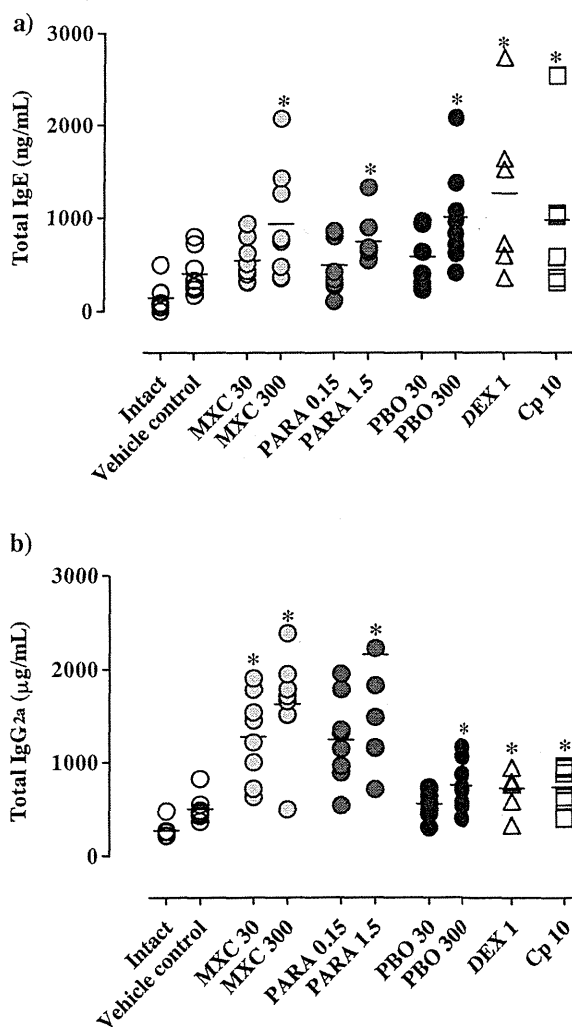 a)
Total IgE (ng/mL)
3000
2000
1000
0
* * * * *
Intact
Vehicle control
MXC 30
MXC 300
PARA 0.15
PARA 1.5
PBO 30
PBO 300
DEX 1
Cp 10
b)
Total IgG2a (µg/mL)
3000
2000
1000
0
* * * * * *
Intact
Vehicle control
MXC 30
MXC 300
PARA 0.15
PARA 1.5
PBO 30
PBO 300
DEX 1
Cp 10